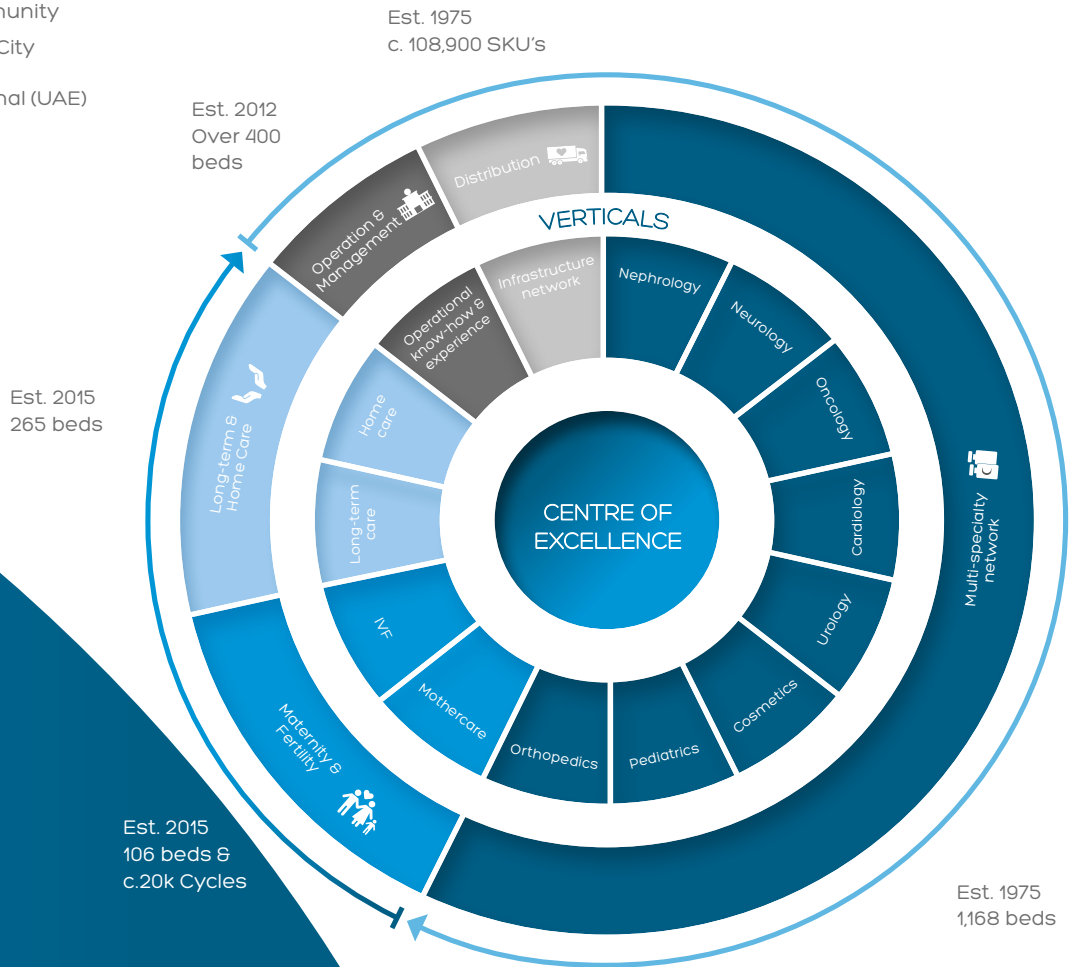 munity
City
nal (UAE)
Est. 1975
c. 108,900 SKU's
Est. 2012
Over 400
beds
Est. 2015
265 beds
Est. 2015
106 beds &
c.20k Cycles
Est. 1975
1,168 beds
Distribution
Operation &
Management
Long-term &
Home Care
Maternity &
Fertility
Multi-specialty
network
VERTICALS
Infrastructure
network
Operational
know-how &
experience
Home
care
Long-term
care
IVF
Mothercare
Orthopedics
Pediatrics
Cosmetics
Urology
Cardiology
Oncology
Neurology
Nephrology
CENTRE OF
EXCELLENCE